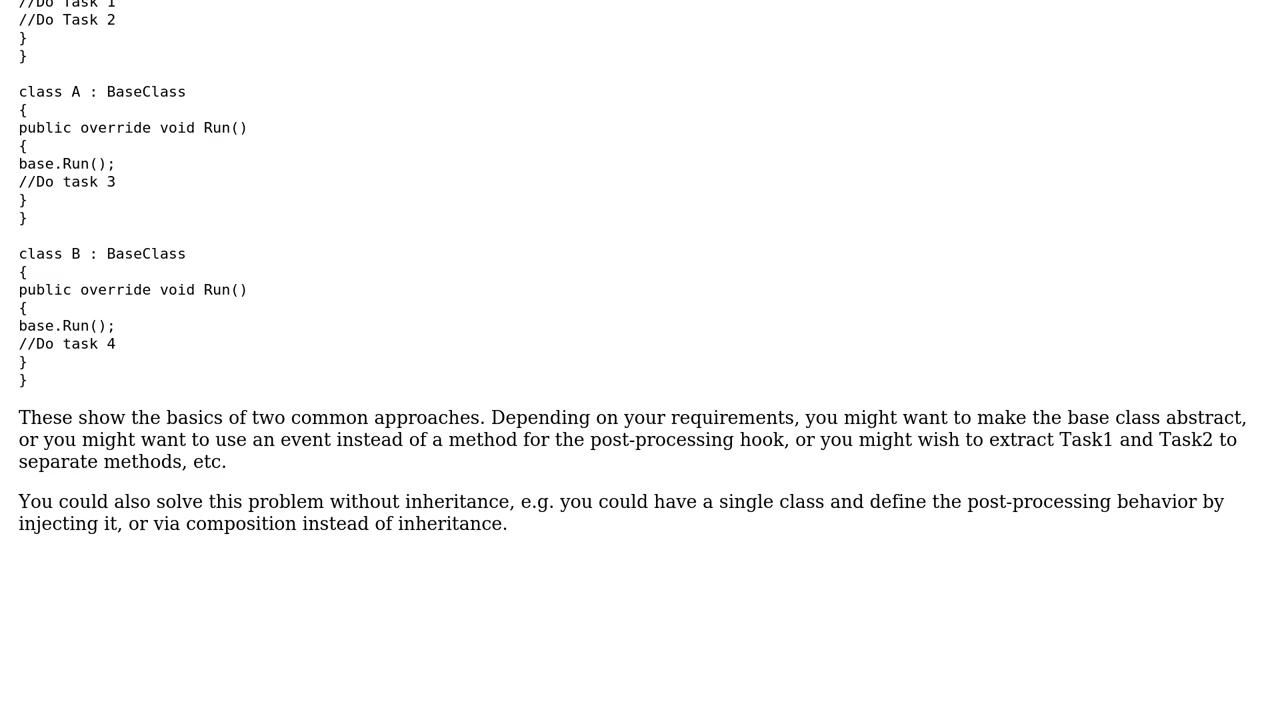 //Do Task 1
//Do Task 2
}
}
class A : BaseClass
{
public override void Run()
{
base.Run();
//Do task 3
}
}
class B : BaseClass
{
public override void Run()
{
base.Run();
//Do task 4
}
}
These show the basics of two common approaches. Depending on your requirements, you might want to make the base class abstract,
or you might want to use an event instead of a method for the post-processing hook, or you might wish to extract Task1 and Task2 to
separate methods, etc.
You could also solve this problem without inheritance, e.g. you could have a single class and define the post-processing behavior by
injecting it, or via composition instead of inheritance.